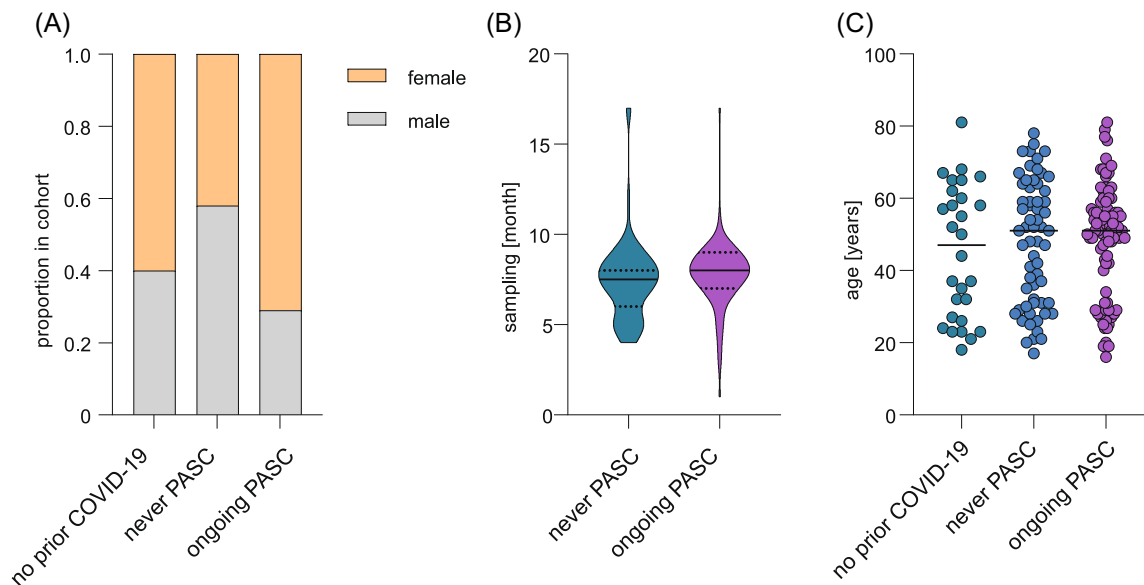 (A)
proportion in cohort
1.0
0.8
0.6
0.4
0.2
0
no prior COVID-19
never PASC
ongoing PASC
female
male
(B)
sampling [month]
20
15
10
5
0
never PASC
ongoing PASC
(C)
age [years]
100
80
60
40
20
0
no prior COVID-19
never PASC
ongoing PASC